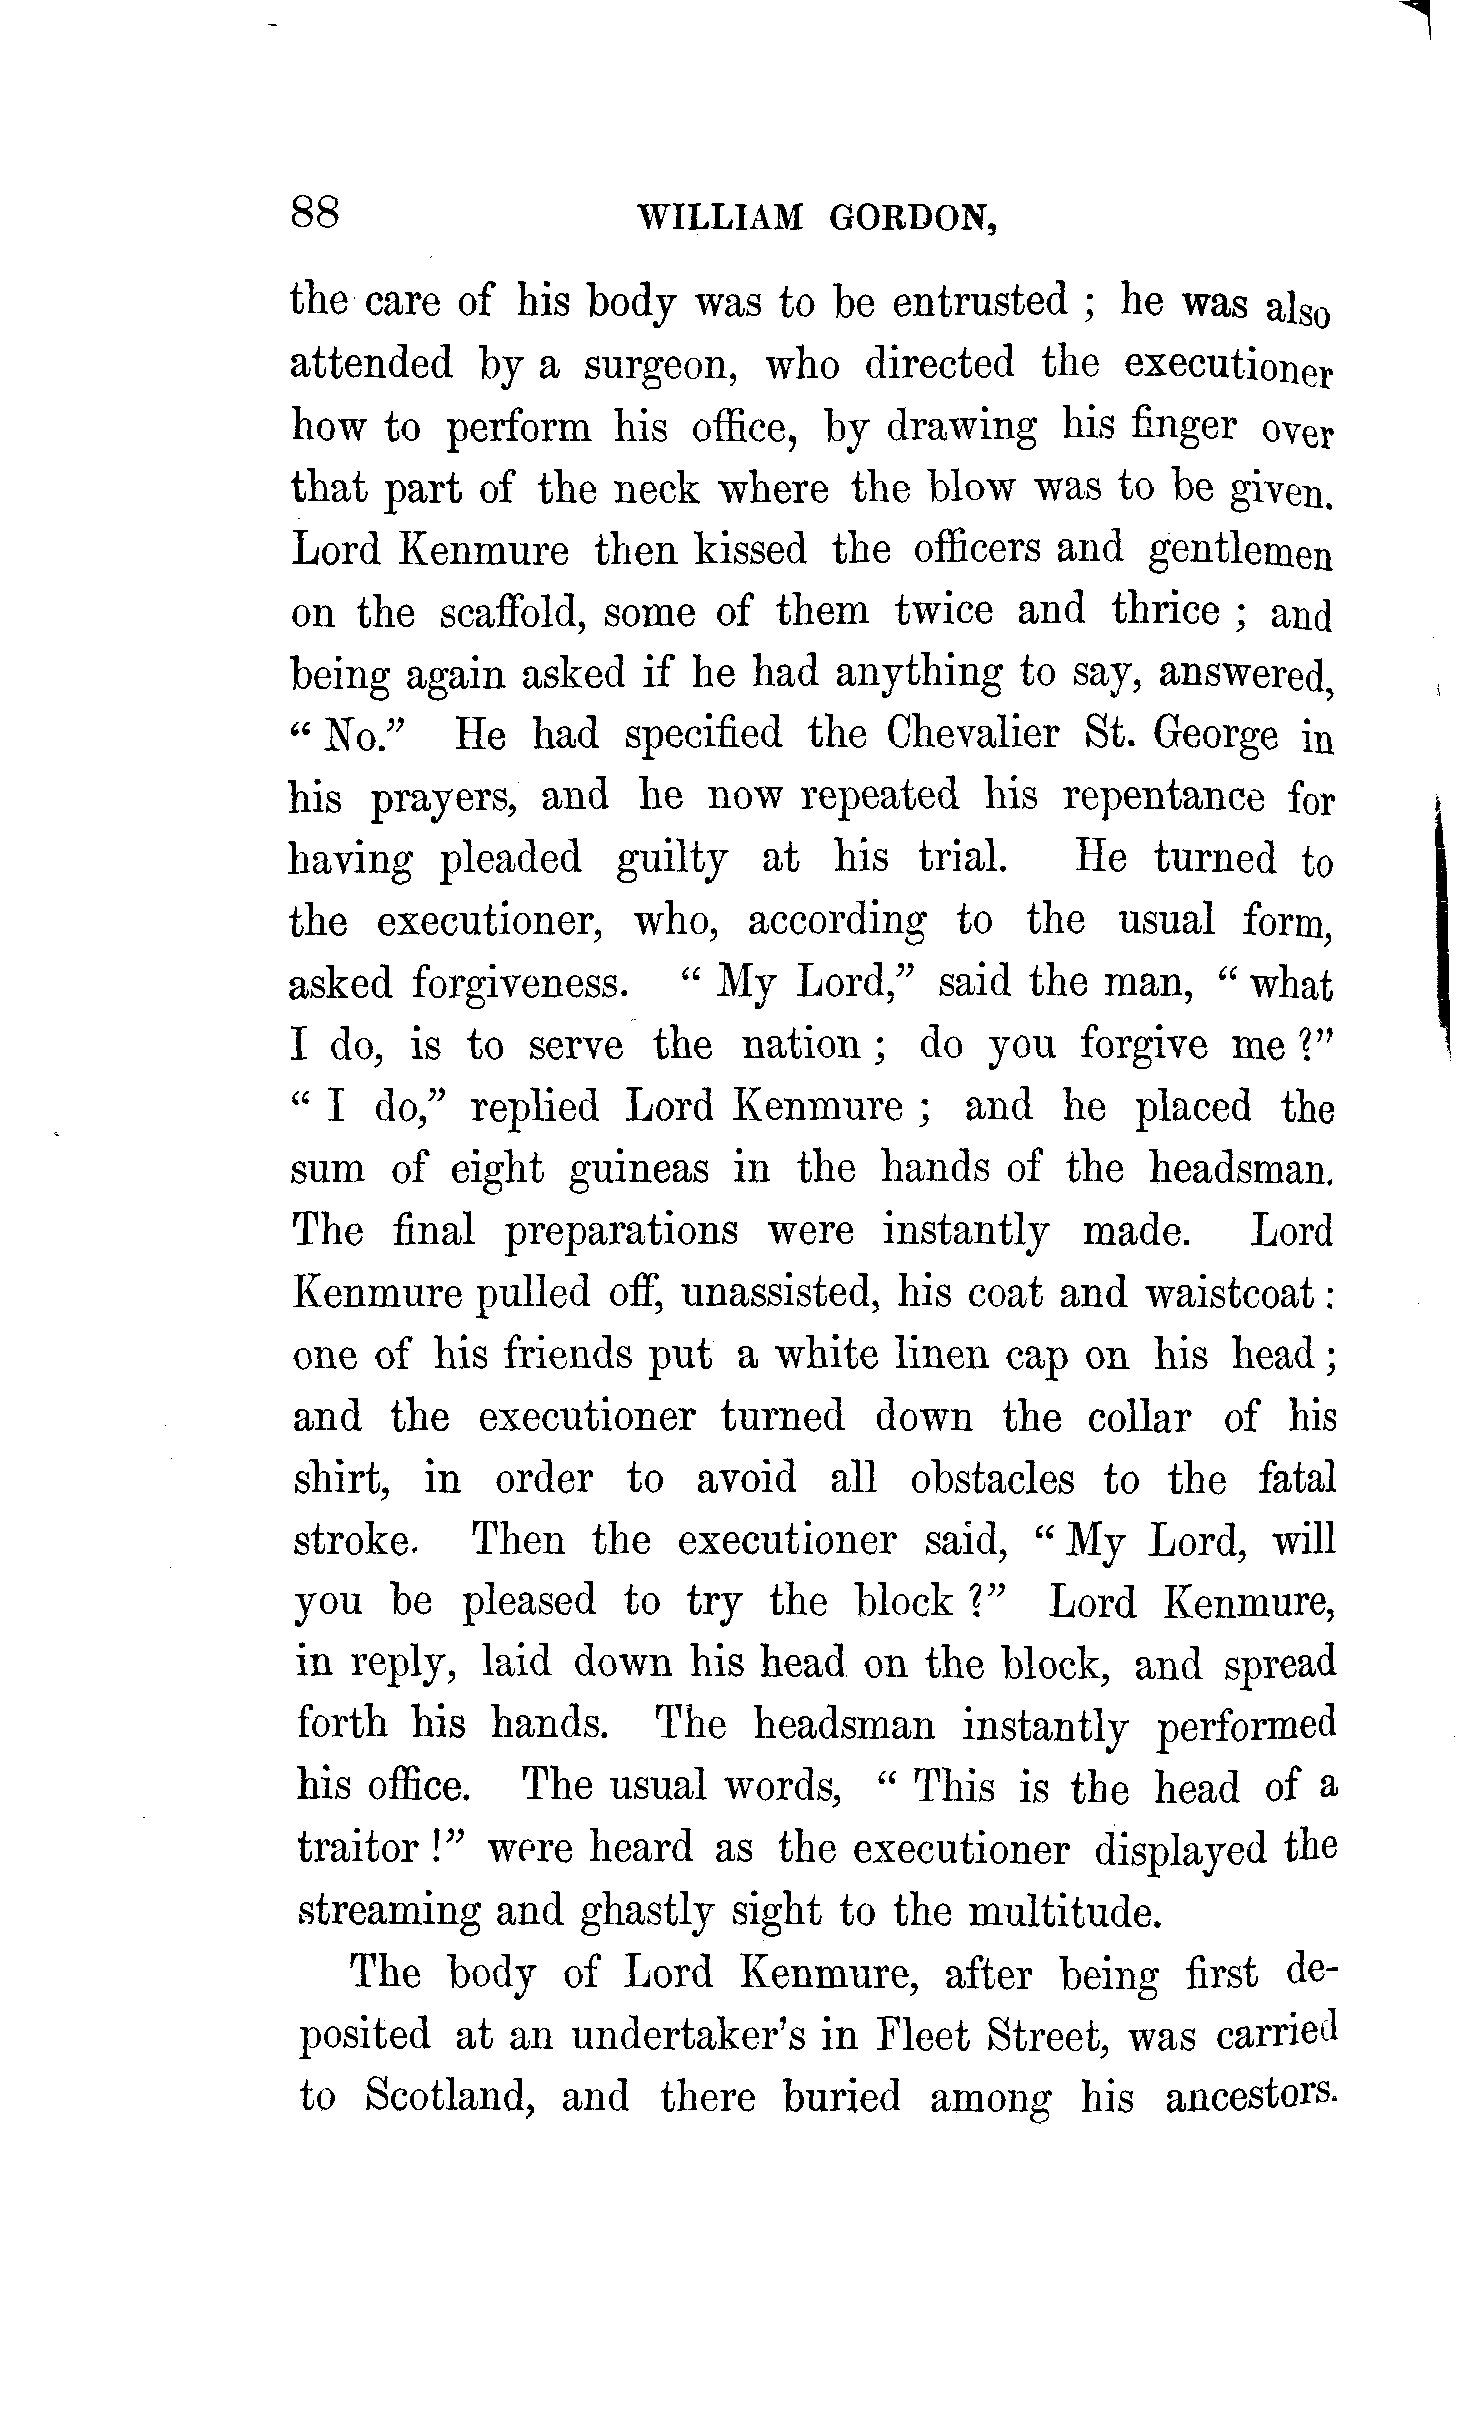 88 WILLIAM GORDON,
the care of his body was to be entrusted ; he was also
attended by a surgeon, who directed the executioner
how to perform his office, by drawing his finger over
that part of the neck where the blow was to be given.
Lord Kenmure then kissed the officers and gentlemen
on the scaffold, some of them twice and thrice ; and
being again asked if he had anything to say, answered,
“ No.” He had specified the Chevalier St. George in
his prayers, and he now repeated his repentance for
having pleaded guilty at his trial. He turned to
the executioner, who, according to the usual form,
asked forgiveness. “ My Lord,” said the man, “ what
I do, is to serve the nation ; do you forgive me ?”
“ I do,” replied Lord Kenmure ; and he placed the
sum of eight guineas in the hands of the headsman.
The final preparations were instantly made. Lord
Kenmure pulled off, unassisted, his coat and waistcoat :
one of his friends put a white linen cap on his head ;
and the executioner turned down the collar of his
shirt, in order to avoid all obstacles to the fatal
stroke. Then the executioner said, “ My Lord, will
you be pleased to try the block ?” Lord Kenmure,
in reply, laid down his head on the block, and spread
forth his hands. The headsman instantly performed
his office. The usual words, “ This is the head of a
traitor !” were heard as the executioner displayed the
streaming and ghastly sight to the multitude.
The body of Lord Kenmure, after being first de-
posited at an undertaker’s in Fleet Street, was carried
to Scotland, and there buried among his ancestors.